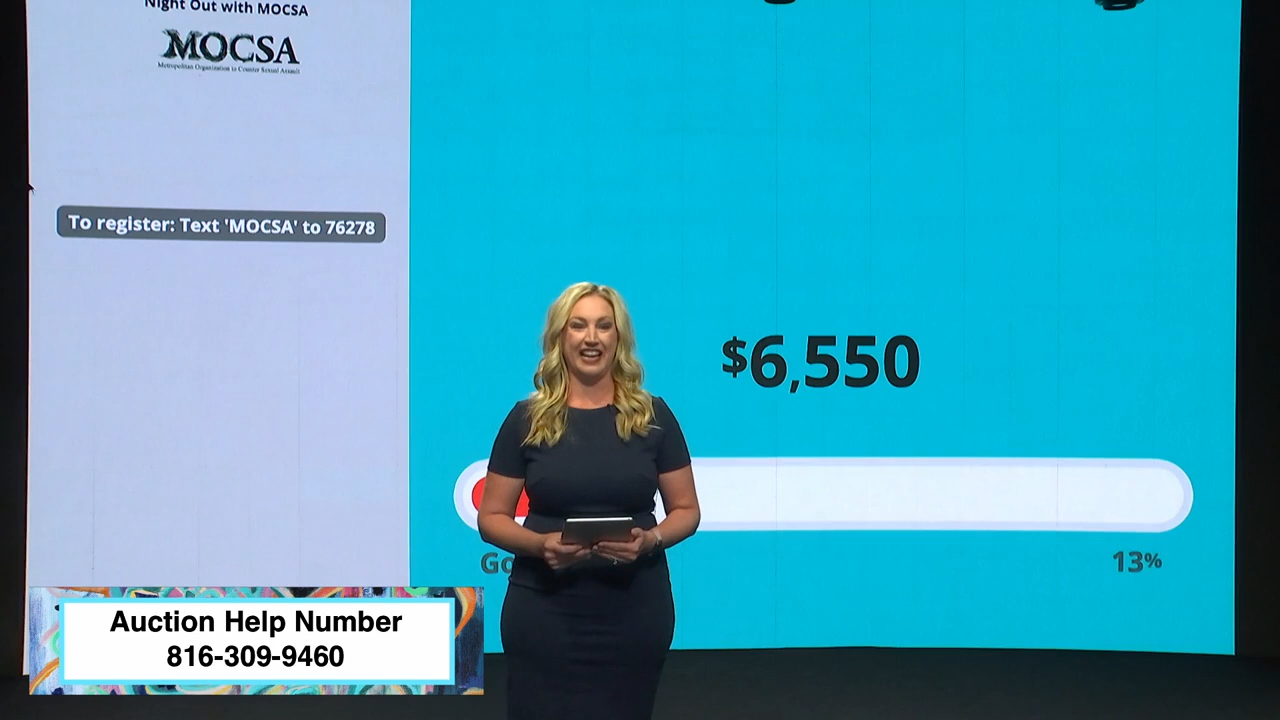 Night Out with MOCSA
MOCSA
Metropolitan Organization to Counter Sexual Assault
To register: Text 'MOCSA' to 76278
$6,550
Go
13%
Auction Help Number
816-309-9460